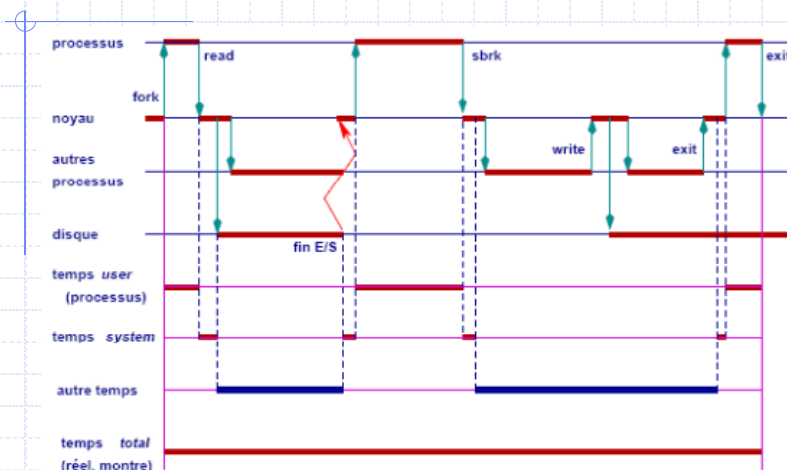 processus
read
sbrk
exit
fork
noyau
autres
processus
write
exit
disque
fin E/S
temps user
(processus)
temps system
autre temps
temps total
(réel, montre)